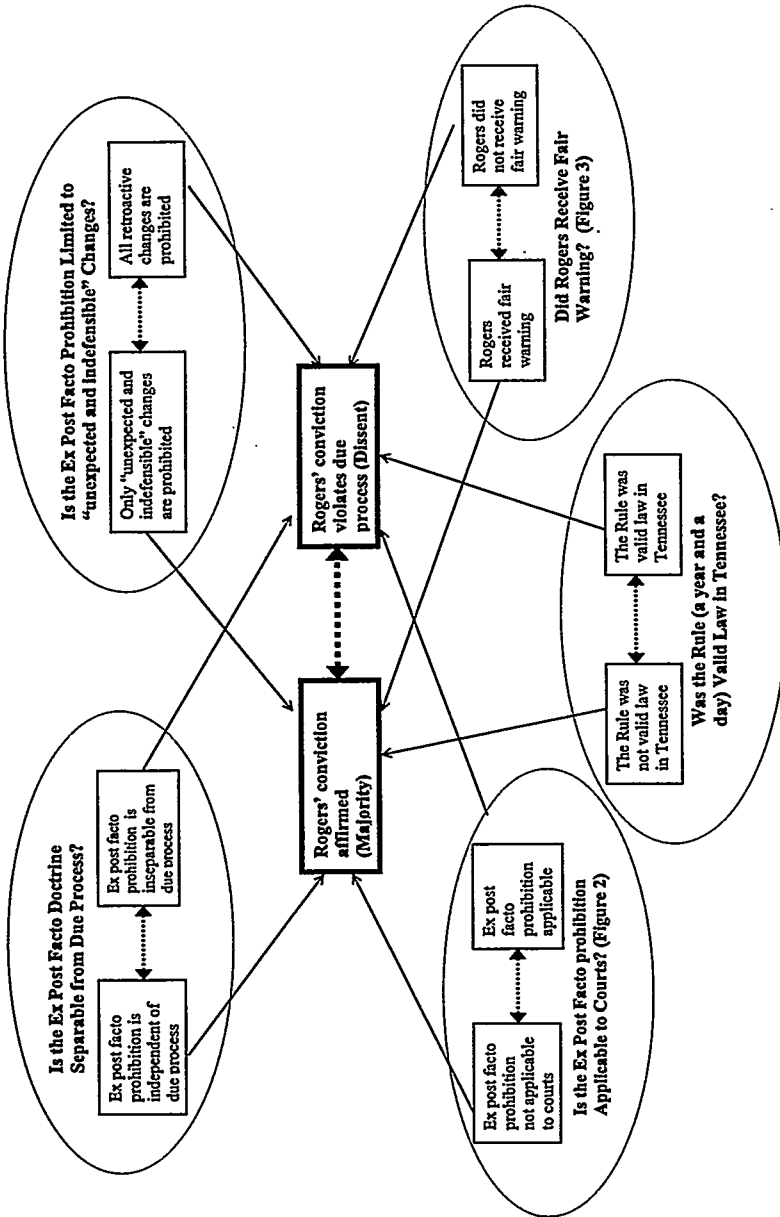 Is the Ex Post Facto Doctrine
Separable from Due Process?
Ex post facto
prohibition is
independent of
due process
Ex post facto
prohibition is
inseparable from
due process
Is the Ex Post Facto Prohibition Limited to
“unexpected and indefensible” Changes?
Only “unexpected and
indefensible” changes
are prohibited
All retroactive
changes are
prohibited
Rogers’ conviction
affirmed
(Majority)
Rogers’ conviction
violates due
process (Dissent)
Ex post facto
prohibition
not applicable
to courts
Ex post
facto
prohibition
applicable
Is the Ex Post Facto prohibition
Applicable to Courts? (Figure 2)
The Rule was
not valid law
in Tennessee
The Rule was
valid law in
Tennessee
Was the Rule (a year and a
day) Valid Law in Tennessee?
Rogers
received fair
warning
Rogers did
not receive
fair warning
Did Rogers Receive Fair
Warning? (Figure 3)